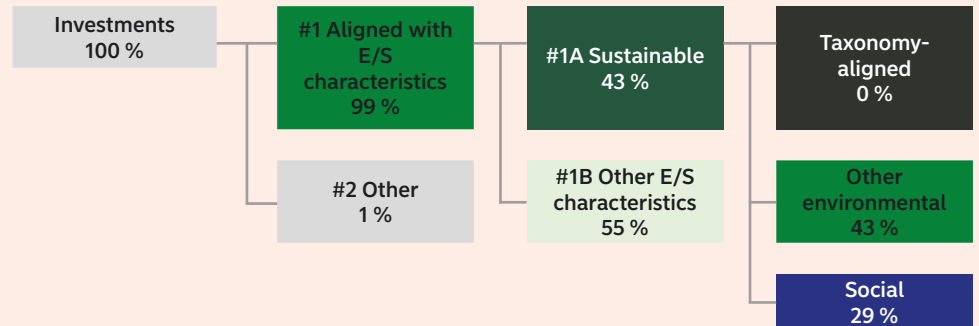 Investments
100 %
#1 Aligned with
E/S
characteristics
99 %
#1A Sustainable
43 %
Taxonomy-
aligned
0 %
#2 Other
1 %
#1B Other E/S
characteristics
55 %
Other
environmental
43 %
Social
29 %